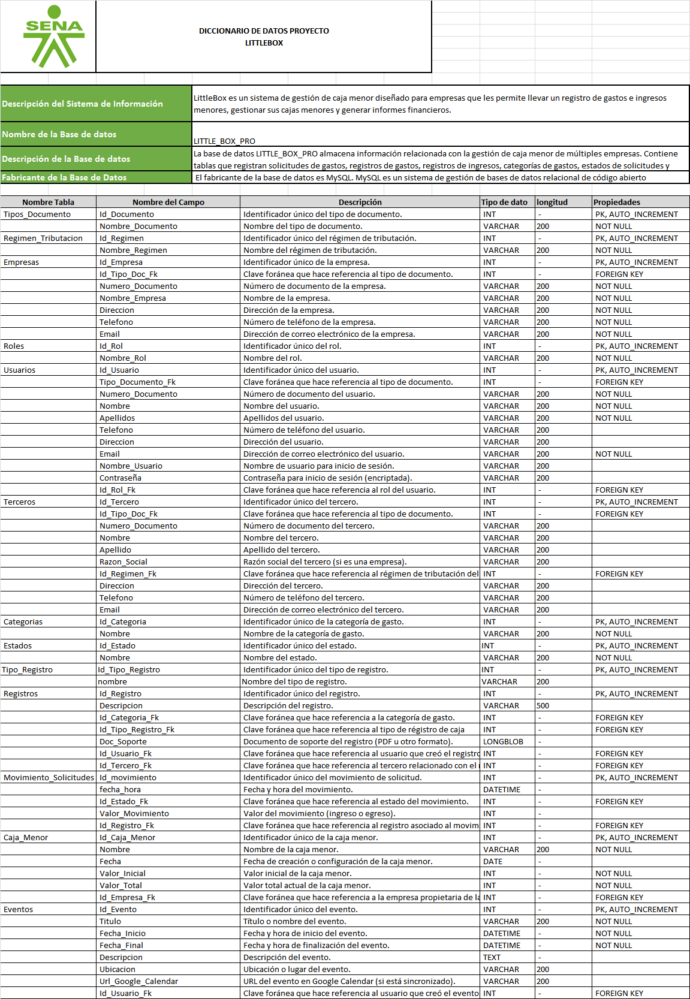 SENA
DICCIONARIO DE DATOS PROYECTO
LITTLEBOX
Descripción del Sistema de Información
LittleBox es un sistema de gestión de caja menor diseñado para empresas que les permite llevar un registro de gastos e ingresos
menores, gestionar sus cajas menores y generar informes financieros.
Nombre de la Base de datos
LITTLE_BOX_PRO
Descripción de la Base de datos
La base de datos LITTLE_BOX_PRO almacena información relacionada con la gestión de caja menor de múltiples empresas. Contiene
tablas que registran solicitudes de gastos, registros de gastos, registros de ingresos, categorías de gastos, estados de solicitudes y
Fabricante de la Base de Datos
El fabricante de la base de datos es MySQL. MySQL es un sistema de gestión de bases de datos relacional de código abierto
Nombre Tabla Nombre del Campo Descripción Tipo de dato longitud Propiedades
Tipos_Documento Id_Documento Identificador único del tipo de documento. INT - PK, AUTO_INCREMENT
Nombre_Documento Nombre del tipo de documento. VARCHAR 200 NOT NULL
Regimen_Tributacion Id_Regimen Identificador único del régimen de tributación. INT - PK, AUTO_INCREMENT
Nombre_Regimen Nombre del régimen de tributación. VARCHAR 200 NOT NULL
Empresas Id_Empresa Identificador único de la empresa. INT - PK, AUTO_INCREMENT
Id_Tipo_Doc_Fk Clave foránea que hace referencia al tipo de documento. INT - FOREIGN KEY
Numero_Documento Número de documento de la empresa. VARCHAR 200 NOT NULL
Nombre_Empresa Nombre de la empresa. VARCHAR 200 NOT NULL
Direccion Dirección de la empresa. VARCHAR 200 NOT NULL
Telefono Número de teléfono de la empresa. VARCHAR 200 NOT NULL
Email Dirección de correo electrónico de la empresa. VARCHAR 200 NOT NULL
Roles Id_Rol Identificador único del rol. INT - PK, AUTO_INCREMENT
Nombre_Rol Nombre del rol. VARCHAR 200 NOT NULL
Usuarios Id_Usuario Identificador único del usuario. INT - PK, AUTO_INCREMENT
Tipo_Documento_Fk Clave foránea que hace referencia al tipo de documento. INT - FOREIGN KEY
Numero_Documento Número de documento del usuario. VARCHAR 200 NOT NULL
Nombre Nombre del usuario. VARCHAR 200 NOT NULL
Apellidos Apellidos del usuario. VARCHAR 200 NOT NULL
Telefono Número de teléfono del usuario. VARCHAR 200
Direccion Dirección del usuario. VARCHAR 200
Email Dirección de correo electrónico del usuario. VARCHAR 200 NOT NULL
Nombre_Usuario Nombre de usuario para inicio de sesión. VARCHAR 200
Contraseña Contraseña para inicio de sesión (encriptada). VARCHAR 200
Id_Rol_Fk Clave foránea que hace referencia al rol del usuario. INT - FOREIGN KEY
Terceros Id_Tercero Identificador único del tercero. INT - PK, AUTO_INCREMENT
Id_Tipo_Doc_Fk Clave foránea que hace referencia al tipo de documento. INT - FOREIGN KEY
Numero_Documento Número de documento del tercero. VARCHAR 200
Nombre Nombre del tercero. VARCHAR 200
Apellido Apellido del tercero. VARCHAR 200
Razon_Social Razón social del tercero (si es una empresa). VARCHAR 200
Id_Regimen_Fk Clave foránea que hace referencia al régimen de tributación del INT - FOREIGN KEY
Direccion Dirección del tercero. VARCHAR 200
Telefono Número de teléfono del tercero. VARCHAR 200
Email Dirección de correo electrónico del tercero. VARCHAR 200
Categorias Id_Categoria Identificador único de la categoría de gasto. INT - PK, AUTO_INCREMENT
Nombre Nombre de la categoría de gasto. VARCHAR 200 NOT NULL
Estados Id_Estado Identificador único del estado. INT - PK, AUTO_INCREMENT
Nombre Nombre del estado. VARCHAR 200 NOT NULL
Tipo_Registro Id_Tipo_Registro Identificador único del tipo de registro. INT - PK, AUTO_INCREMENT
nombre Nombre del tipo de registro. VARCHAR 200
Registros Id_Registro Identificador único del registro. INT - PK, AUTO_INCREMENT
Descripcion Descripción del registro. VARCHAR 500
Id_Categoria_Fk Clave foránea que hace referencia a la categoría de gasto. INT - FOREIGN KEY
Id_Tipo_Registro_Fk Clave foránea que hace referencia al tipo de régistro de caja INT - FOREIGN KEY
Doc_Soporte Documento de soporte del registro (PDF u otro formato). LONGBLOB -
Id_Usuario_Fk Clave foránea que hace referencia al usuario que creó el registro INT - FOREIGN KEY
Id_Tercero_Fk Clave foránea que hace referencia al tercero relacionado con el INT - FOREIGN KEY
Movimiento_Solicitudes Id_movimiento Identificador único del movimiento de solicitud. INT - PK, AUTO_INCREMENT
fecha_hora Fecha y hora del movimiento. DATETIME -
Id_Estado_Fk Clave foránea que hace referencia al estado del movimiento. INT - FOREIGN KEY
Valor_Movimiento Valor del movimiento (ingreso o egreso). INT -
Id_Registro_Fk Clave foránea que hace referencia al registro asociado al movim INT - FOREIGN KEY
Caja_Menor Id_Caja_Menor Identificador único de la caja menor. INT - PK, AUTO_INCREMENT
Nombre Nombre de la caja menor. VARCHAR 200 NOT NULL
Fecha Fecha de creación o configuración de la caja menor. DATE -
Valor_Inicial Valor inicial de la caja menor. INT - NOT NULL
Valor_Total Valor total actual de la caja menor. INT - NOT NULL
Id_Empresa_Fk Clave foránea que hace referencia a la empresa propietaria de la INT - FOREIGN KEY
Eventos Id_Evento Identificador único del evento. INT - PK, AUTO_INCREMENT
Titulo Título o nombre del evento. VARCHAR 200 NOT NULL
Fecha_Inicio Fecha y hora de inicio del evento. DATETIME - NOT NULL
Fecha_Final Fecha y hora de finalización del evento. DATETIME - NOT NULL
Descripcion Descripción del evento. TEXT -
Ubicacion Ubicación o lugar del evento. VARCHAR 200
Url_Google_Calendar URL del evento en Google Calendar (si está sincronizado). VARCHAR 200
Id_Usuario_Fk Clave foránea que hace referencia al usuario que creó el evento INT - FOREIGN KEY